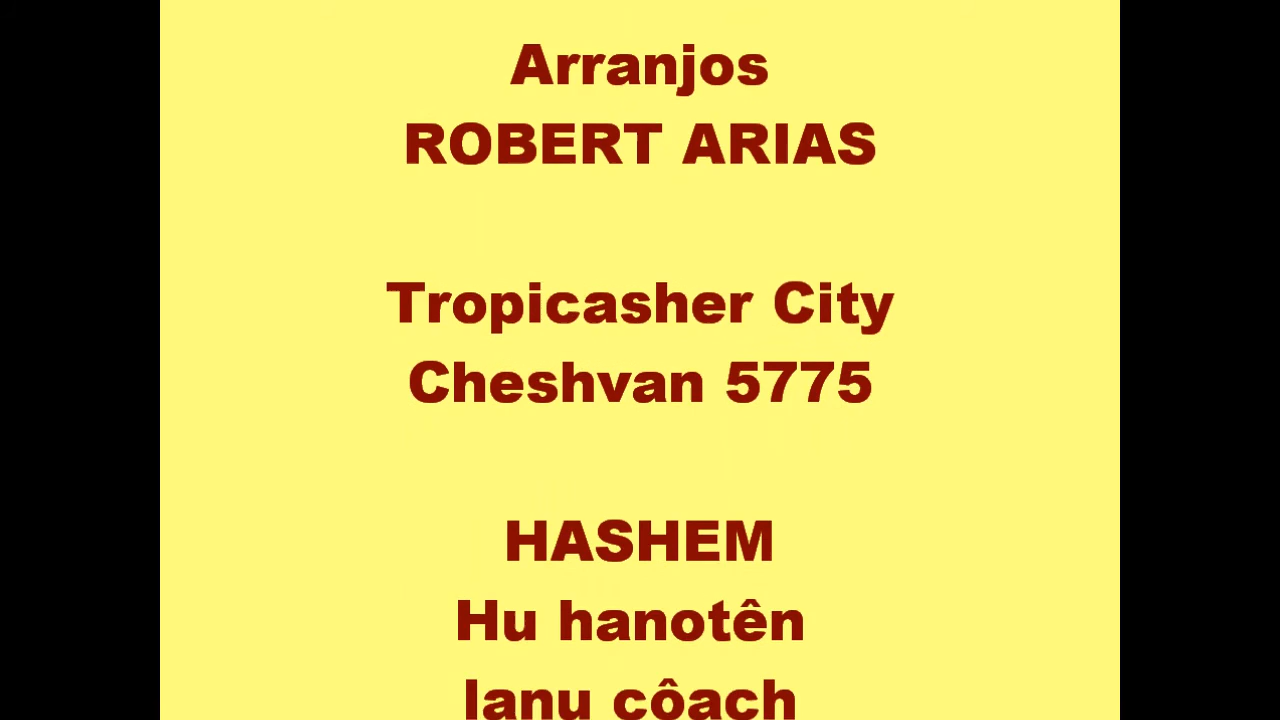 Arranjos
ROBERT ARIAS
Tropicasher City
Cheshvan 5775
HASHEM
Hu hanotên
lanu côach